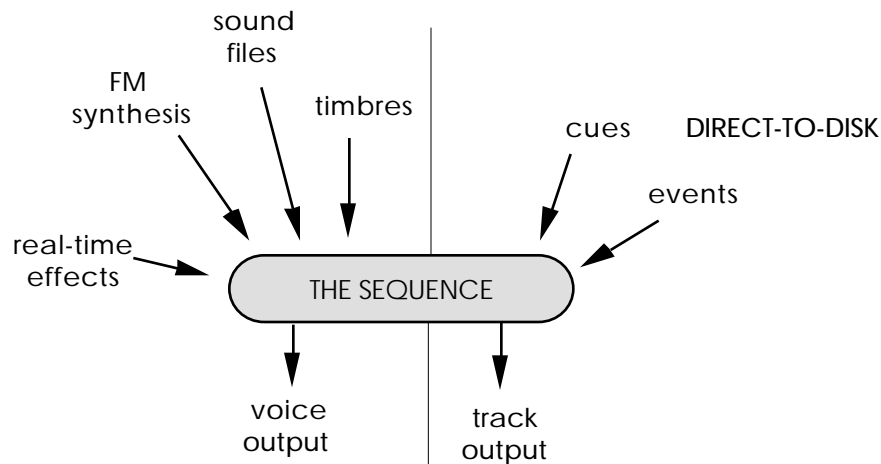 sound
files
FM
synthesis
timbres
cues
DIRECT-TO-DISK
events
real-time
effects
THE SEQUENCE
voice
output
track
output